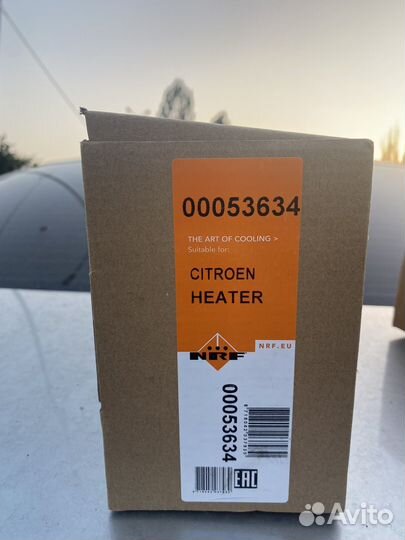 00053634
THE ART OF COOLING >
Suitable for:
CITROEN
HEATER
NRF.EU
NRF
00053634
EAC
Avito